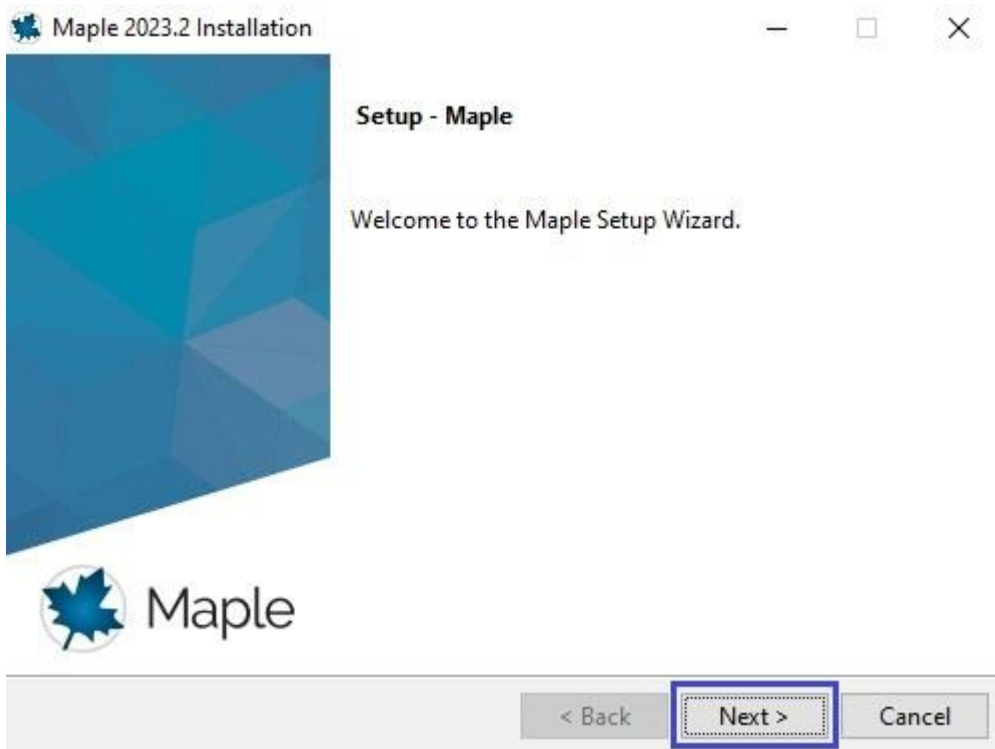 Maple 2023.2 Installation
Setup - Maple
Welcome to the Maple Setup Wizard.
Maple
< Back
Next >
Cancel